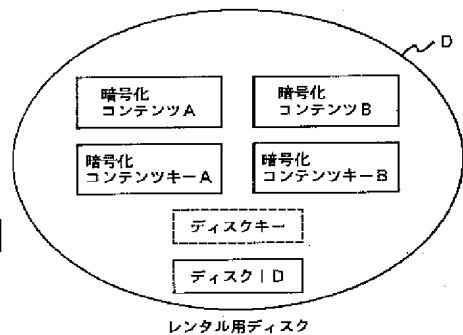 D
暗号化
コンテンツA
暗号化
コンテンツB
暗号化
コンテンツキーA
暗号化
コンテンツキーB
ディスクキー
ディスクID
レンタル用ディスク